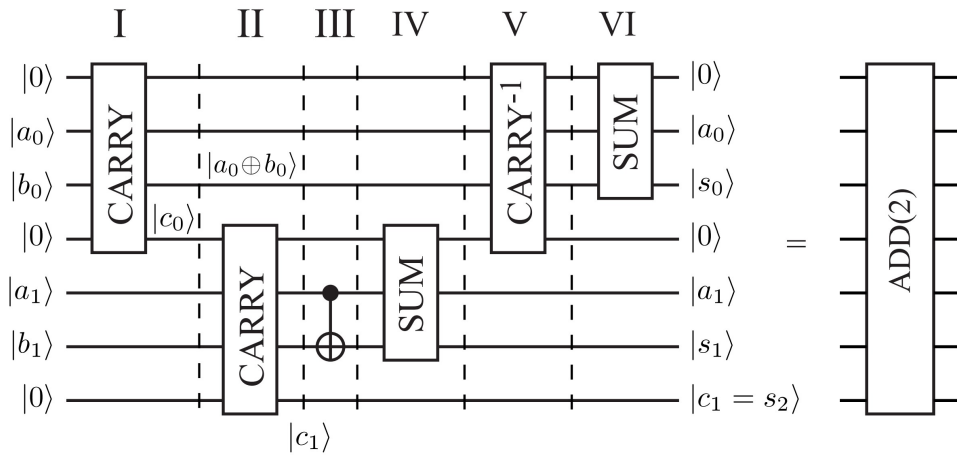 I II III IV V VI
|0⟩ |0⟩
|a₀⟩ |a₀⟩
|a₀⊕b₀⟩
|b₀⟩ |s₀⟩
CARRY CARRY⁻¹ SUM
|c₀⟩
|0⟩ |0⟩
= ADD(2)
|a₁⟩ |a₁⟩
CARRY SUM
|b₁⟩ |s₁⟩
|0⟩ |c₁ = s₂⟩
|c₁⟩